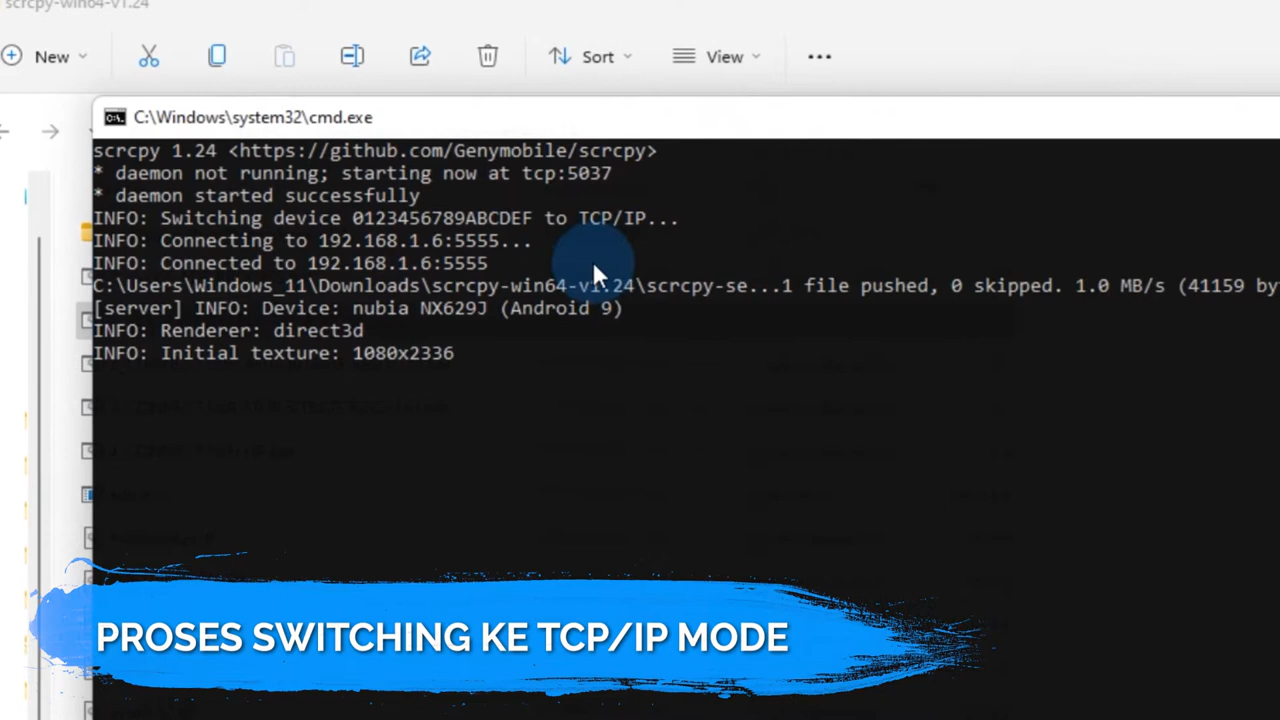 scrcpy-win64-v1.24
New
Sort
View
C:\Windows\system32\cmd.exe
scrcpy 1.24 <https://github.com/Genymobile/scrcpy>
* daemon not running; starting now at tcp:5037
* daemon started successfully
INFO: Switching device 0123456789ABCDEF to TCP/IP...
INFO: Connecting to 192.168.1.6:5555...
INFO: Connected to 192.168.1.6:5555
C:\Users\Windows_11\Downloads\scrcpy-win64-v1.24\scrcpy-se...1 file pushed, 0 skipped. 1.0 MB/s (41159 by
[server] INFO: Device: nubia NX629J (Android 9)
INFO: Renderer: direct3d
INFO: Initial texture: 1080x2336
PROSES SWITCHING KE TCP/IP MODE